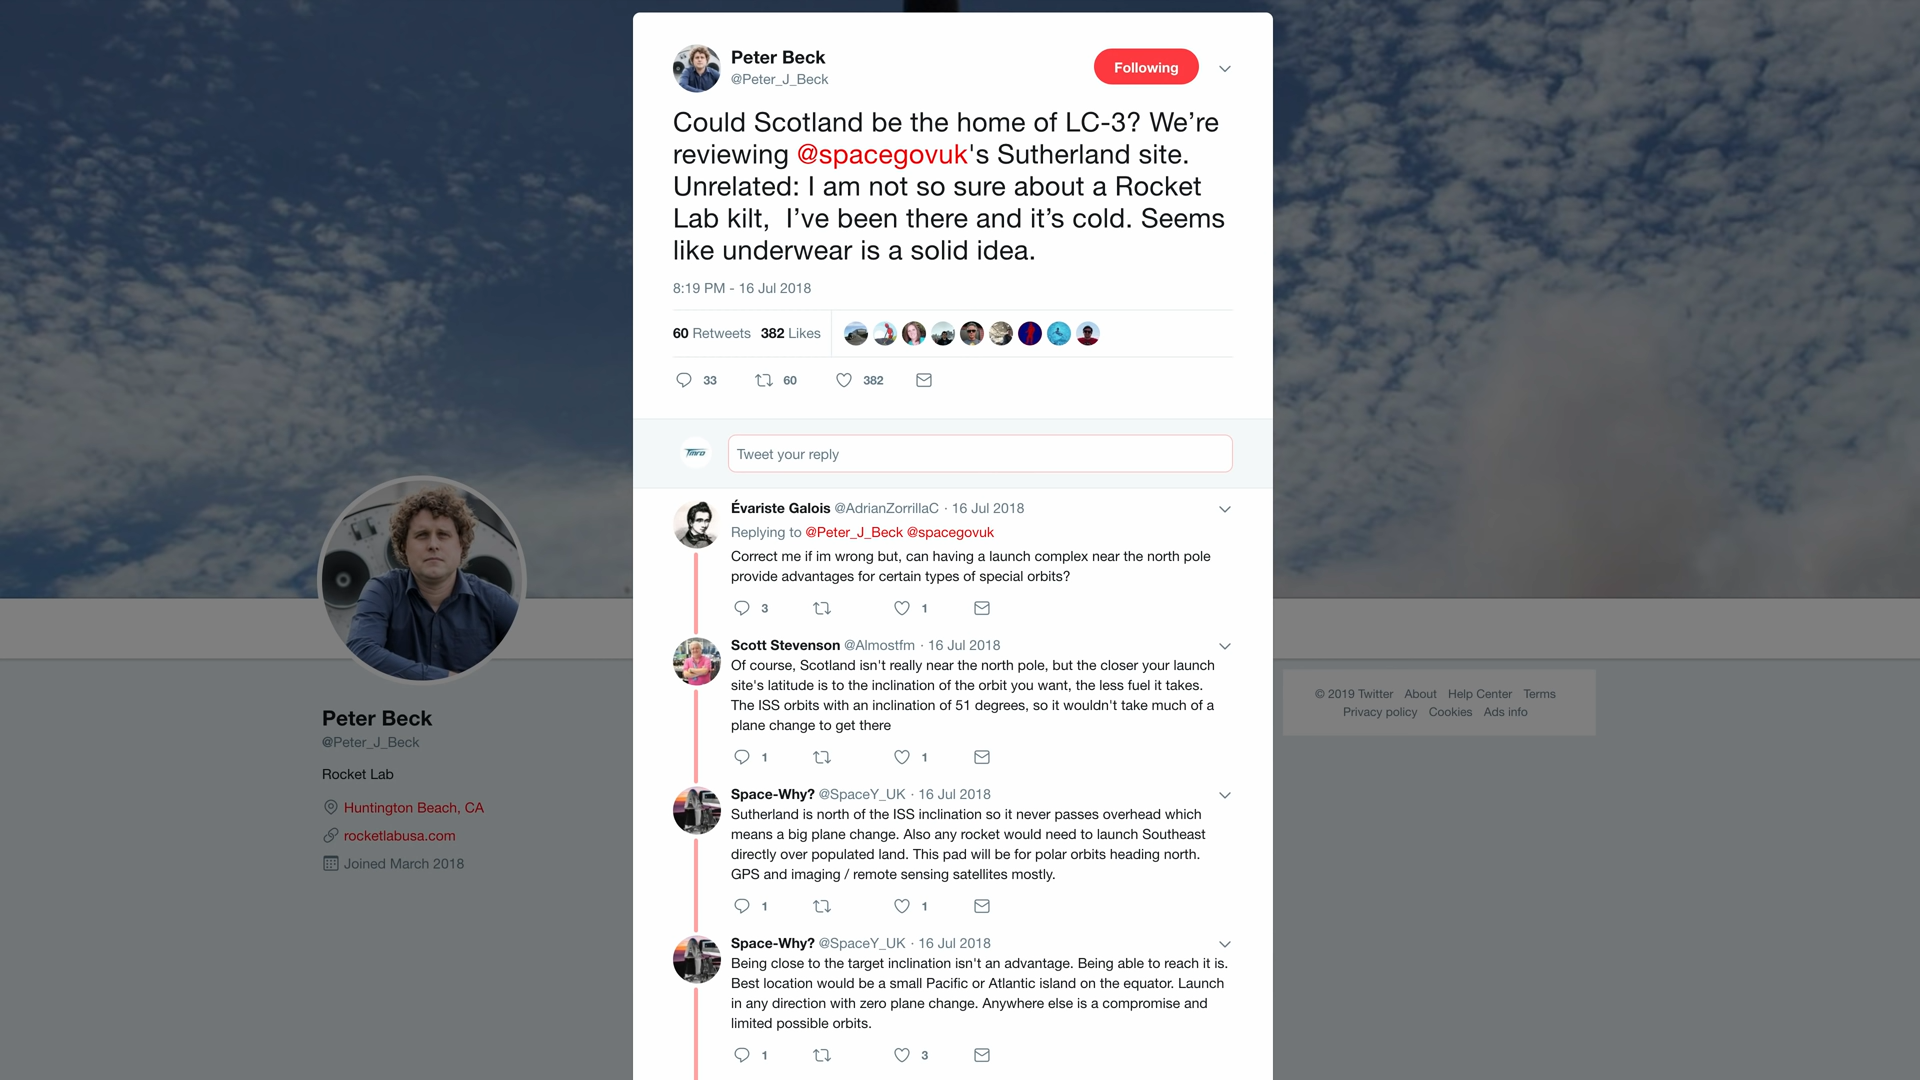 Peter Beck
@Peter_J_Beck
Following
Could Scotland be the home of LC-3? We’re
reviewing @spacegovuk's Sutherland site.
Unrelated: I am not so sure about a Rocket
Lab kilt,  I’ve been there and it’s cold. Seems
like underwear is a solid idea.
8:19 PM - 16 Jul 2018
60 Retweets 382 Likes
33 60 382
TMRO
Tweet your reply
Évariste Galois @AdrianZorrillaC · 16 Jul 2018
Replying to @Peter_J_Beck @spacegovuk
Correct me if im wrong but, can having a launch complex near the north pole
provide advantages for certain types of special orbits?
3 1
Scott Stevenson @Almostfm · 16 Jul 2018
Of course, Scotland isn't really near the north pole, but the closer your launch
site's latitude is to the inclination of the orbit you want, the less fuel it takes.
The ISS orbits with an inclination of 51 degrees, so it wouldn't take much of a
plane change to get there
1 1
Space-Why? @SpaceY_UK · 16 Jul 2018
Sutherland is north of the ISS inclination so it never passes overhead which
means a big plane change. Also any rocket would need to launch Southeast
directly over populated land. This pad will be for polar orbits heading north.
GPS and imaging / remote sensing satellites mostly.
1 1
Space-Why? @SpaceY_UK · 16 Jul 2018
Being close to the target inclination isn't an advantage. Being able to reach it is.
Best location would be a small Pacific or Atlantic island on the equator. Launch
in any direction with zero plane change. Anywhere else is a compromise and
limited possible orbits.
1 3
Peter Beck
@Peter_J_Beck
Rocket Lab
Huntington Beach, CA
rocketlabusa.com
Joined March 2018
© 2019 Twitter About Help Center Terms
Privacy policy Cookies Ads info